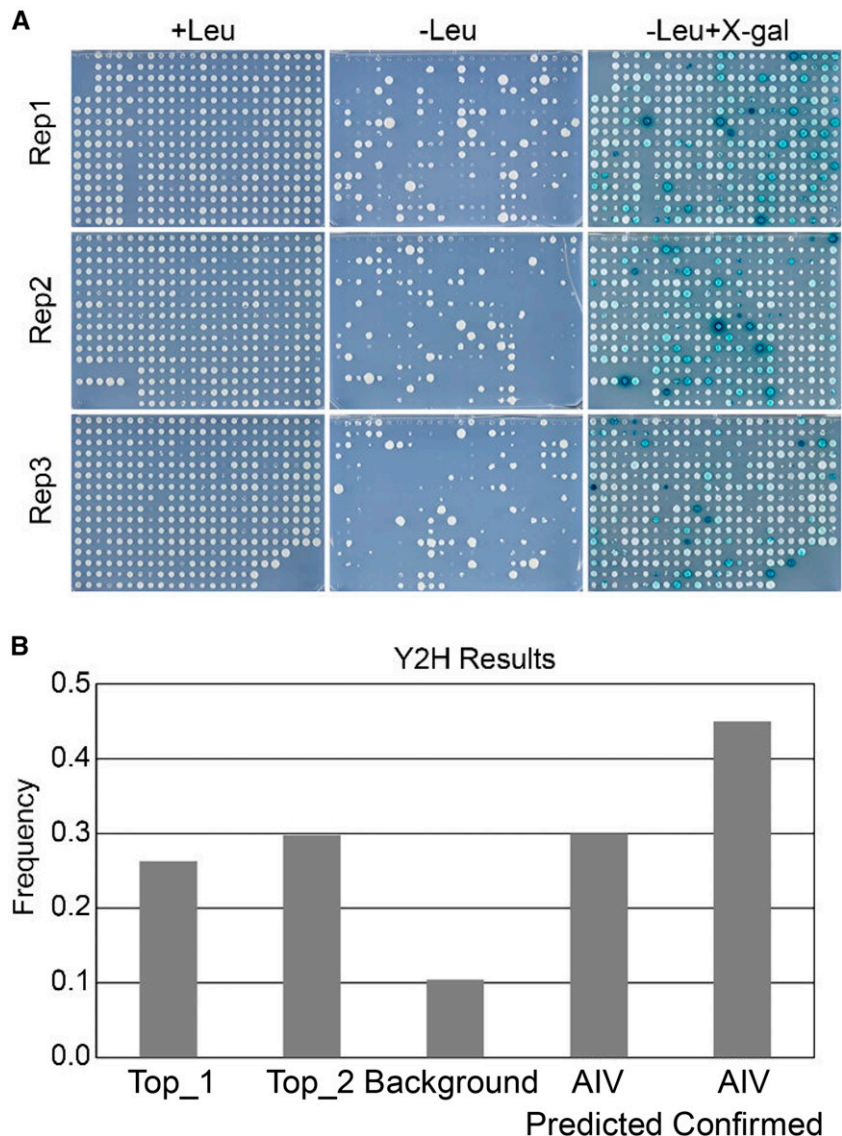 A
+Leu -Leu -Leu+X-gal
Rep1
Rep2
Rep3
B
Y2H Results
Frequency
0.5
0.4
0.3
0.2
0.1
0.0
Top_1 Top_2 Background AIV AIV
Predicted Confirmed